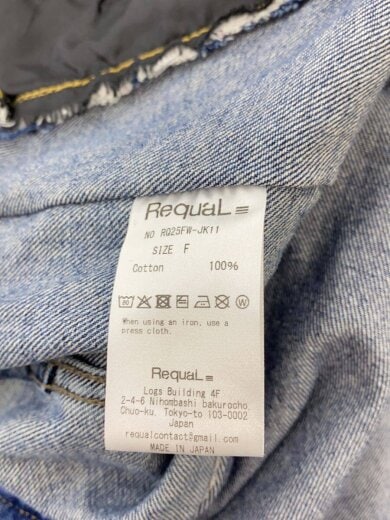 RequaL≡
NO RQ25FW-JK11
SIZE F
Cotton 100%
When using an iron, use a
press cloth.
RequaL≡
Logs Building 4F
2-4-6 Nihombashi bakurocho,
Chuo-ku, Tokyo-to 103-0002
Japan
requalcontact@gmail.com
MADE IN JAPAN